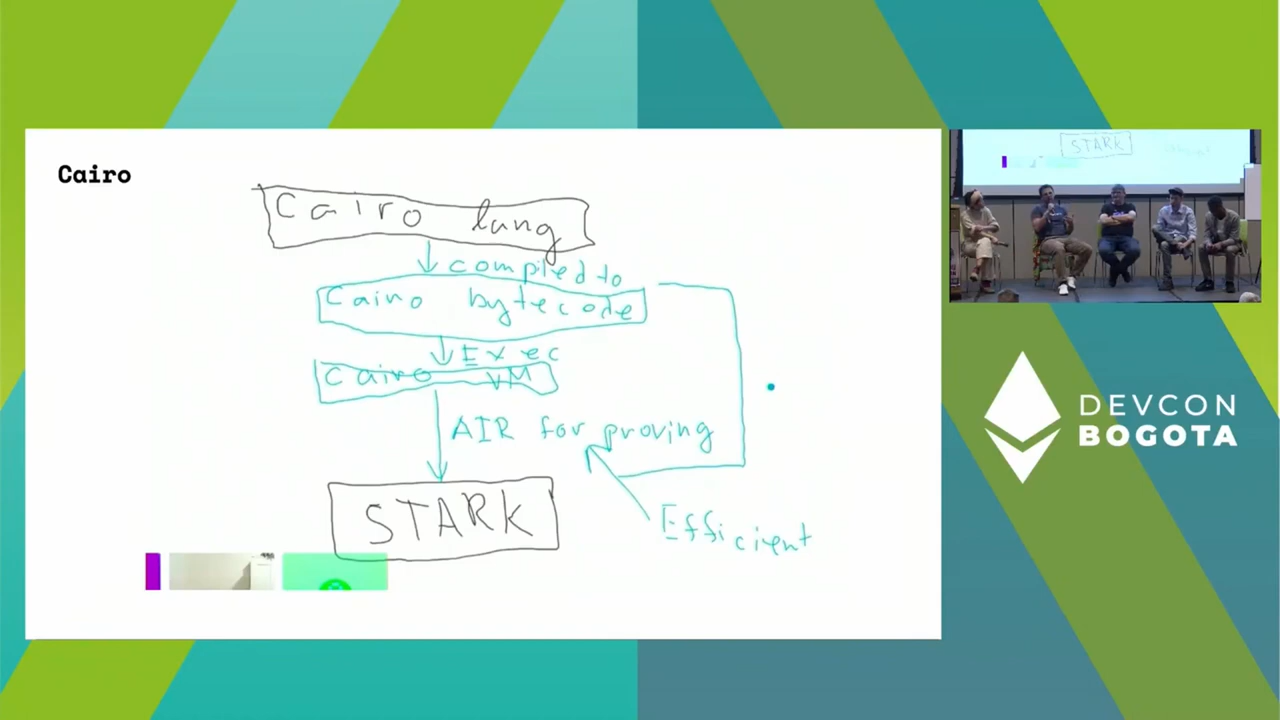 Cairo
Cairo lang
compiled to
Cairo bytecode
Exec
Cairo VM
AIR for proving
STARK
Efficient
STARK
DEVCON
BOGOTA